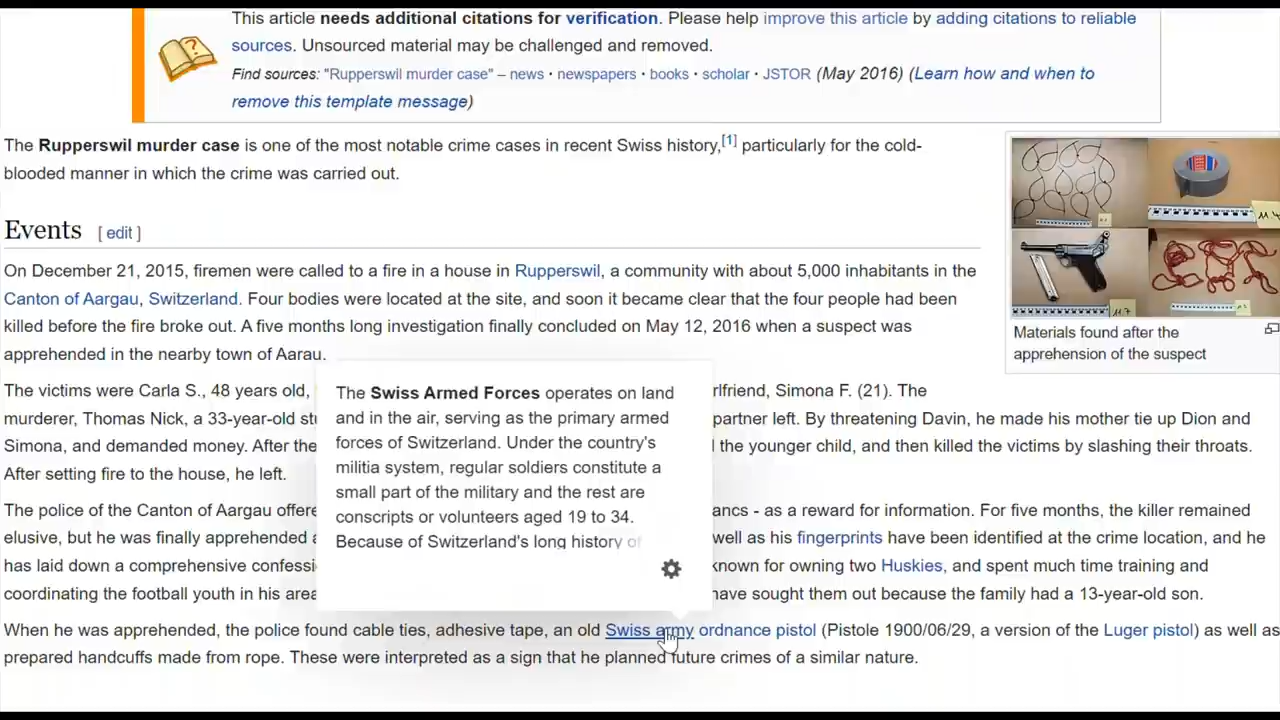 This article needs additional citations for verification. Please help improve this article by adding citations to reliable
sources. Unsourced material may be challenged and removed.
Find sources: "Rupperswil murder case" – news · newspapers · books · scholar · JSTOR (May 2016) (Learn how and when to
remove this template message)
The Rupperswil murder case is one of the most notable crime cases in recent Swiss history,[1] particularly for the cold-
blooded manner in which the crime was carried out.
Events [ edit ]
On December 21, 2015, firemen were called to a fire in a house in Rupperswil, a community with about 5,000 inhabitants in the
Canton of Aargau, Switzerland. Four bodies were located at the site, and soon it became clear that the four people had been
killed before the fire broke out. A five months long investigation finally concluded on May 12, 2016 when a suspect was
apprehended in the nearby town of Aarau.
Materials found after the
apprehension of the suspect
The victims were Carla S., 48 years old, rlfriend, Simona F. (21). The
murderer, Thomas Nick, a 33-year-old st partner left. By threatening Davin, he made his mother tie up Dion and
Simona, and demanded money. After the the younger child, and then killed the victims by slashing their throats.
After setting fire to the house, he left.
The police of the Canton of Aargau offere ancs - as a reward for information. For five months, the killer remained
elusive, but he was finally apprehended well as his fingerprints have been identified at the crime location, and he
has laid down a comprehensive confessi known for owning two Huskies, and spent much time training and
coordinating the football youth in his area have sought them out because the family had a 13-year-old son.
The Swiss Armed Forces operates on land
and in the air, serving as the primary armed
forces of Switzerland. Under the country's
militia system, regular soldiers constitute a
small part of the military and the rest are
conscripts or volunteers aged 19 to 34.
Because of Switzerland's long history of
When he was apprehended, the police found cable ties, adhesive tape, an old Swiss army ordnance pistol (Pistole 1900/06/29, a version of the Luger pistol) as well as
prepared handcuffs made from rope. These were interpreted as a sign that he planned future crimes of a similar nature.